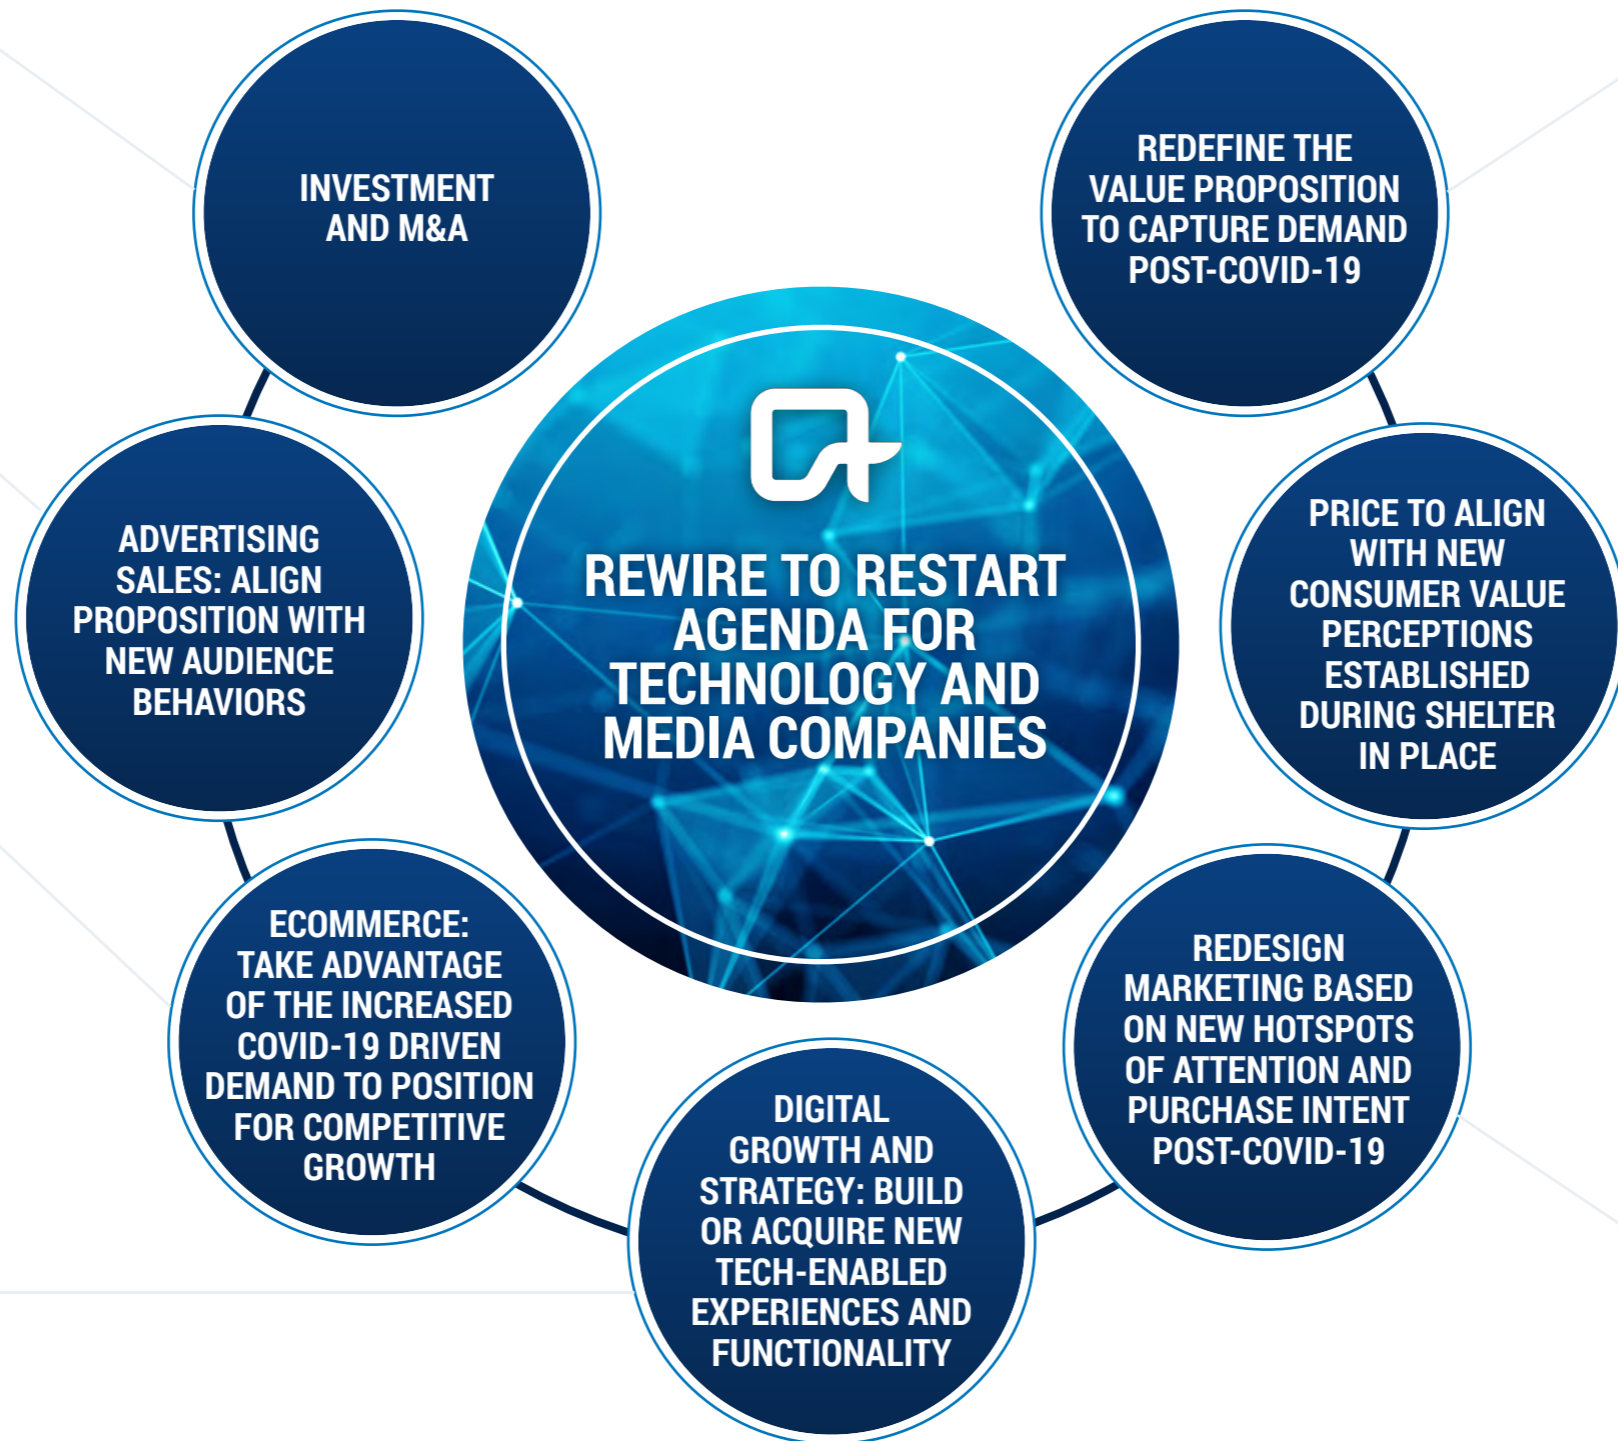 INVESTMENT
AND M&A
REDEFINE THE
VALUE PROPOSITION
TO CAPTURE DEMAND
POST-COVID-19
REWIRE TO RESTART
AGENDA FOR
TECHNOLOGY AND
MEDIA COMPANIES
ADVERTISING
SALES: ALIGN
PROPOSITION WITH
NEW AUDIENCE
BEHAVIORS
PRICE TO ALIGN
WITH NEW
CONSUMER VALUE
PERCEPTIONS
ESTABLISHED
DURING SHELTER
IN PLACE
ECOMMERCE:
TAKE ADVANTAGE
OF THE INCREASED
COVID-19 DRIVEN
DEMAND TO POSITION
FOR COMPETITIVE
GROWTH
REDESIGN
MARKETING BASED
ON NEW HOTSPOTS
OF ATTENTION AND
PURCHASE INTENT
POST-COVID-19
DIGITAL
GROWTH AND
STRATEGY: BUILD
OR ACQUIRE NEW
TECH-ENABLED
EXPERIENCES AND
FUNCTIONALITY